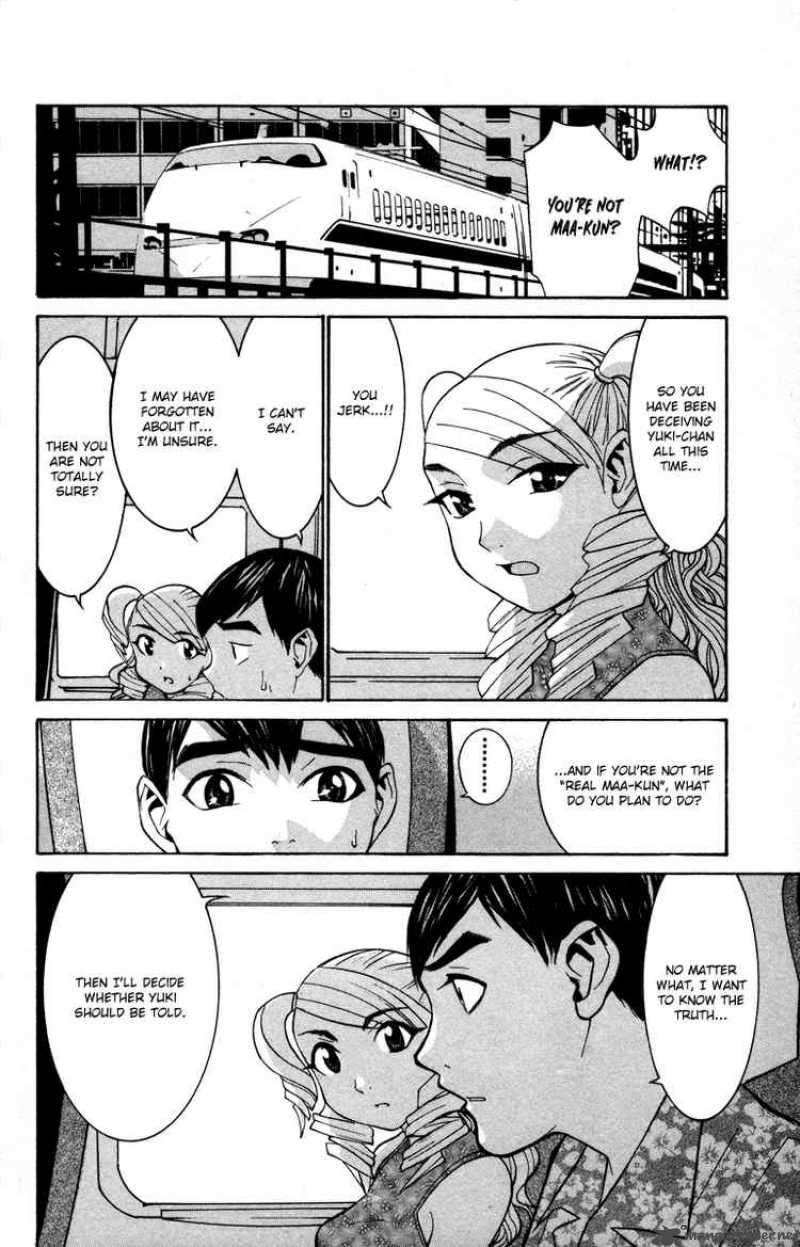 WHAT!?
YOU'RE NOT
MAA-KUN?
SO YOU
HAVE BEEN
DECEIVING
YUKI-CHAN
ALL THIS
TIME...
YOU
JERK...!!
I CAN'T
SAY.
I MAY HAVE
FORGOTTEN
ABOUT IT...
I'M UNSURE.
THEN YOU
ARE NOT
TOTALLY
SURE?
...AND IF YOU'RE NOT THE
"REAL MAA-KUN", WHAT
DO YOU PLAN TO DO?
........
NO MATTER
WHAT, I WANT
TO KNOW THE
TRUTH...
THEN I'LL DECIDE
WHETHER YUKI
SHOULD BE TOLD.